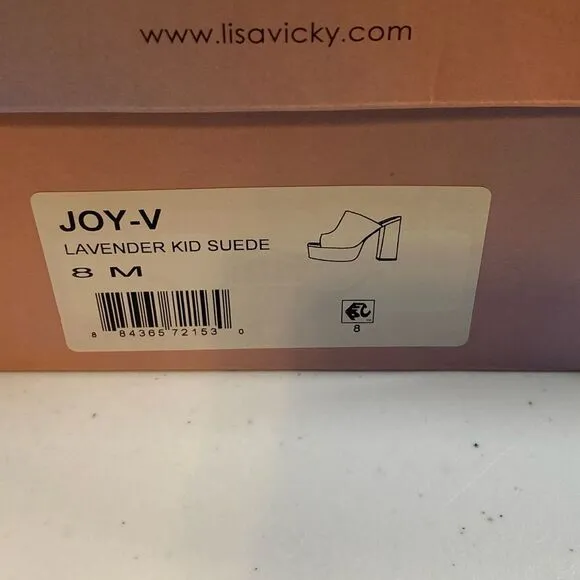 www.lisavicky.com
JOY-V
LAVENDER KID SUEDE
8 M
8 84365 72153 0
8